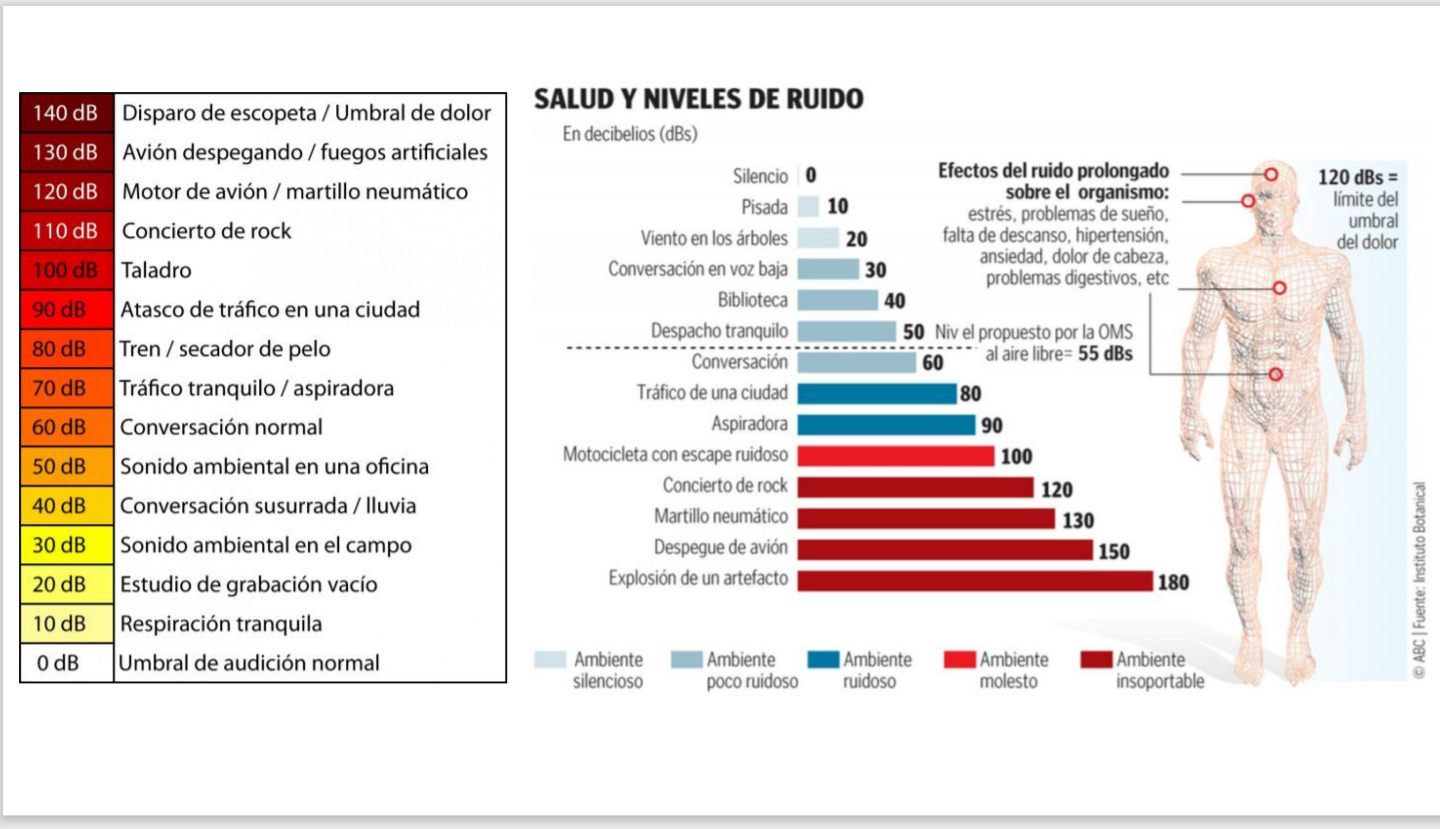 140 dB Disparo de escopeta / Umbral de dolor
130 dB Avión despegando / fuegos artificiales
120 dB Motor de avión / martillo neumático
110 dB Concierto de rock
100 dB Taladro
90 dB Atasco de tráfico en una ciudad
80 dB Tren / secador de pelo
70 dB Tráfico tranquilo / aspiradora
60 dB Conversación normal
50 dB Sonido ambiental en una oficina
40 dB Conversación susurrada / lluvia
30 dB Sonido ambiental en el campo
20 dB Estudio de grabación vacío
10 dB Respiración tranquila
0 dB Umbral de audición normal
SALUD Y NIVELES DE RUIDO
En decibelios (dBs)
Silencio 0
Pisada 10
Viento en los árboles 20
Conversación en voz baja 30
Biblioteca 40
Despacho tranquilo 50
Conversación 60
Tráfico de una ciudad 80
Aspiradora 90
Motocicleta con escape ruidoso 100
Concierto de rock 120
Martillo neumático 130
Despegue de avión 150
Explosión de un artefacto 180
Efectos del ruido prolongado
sobre el organismo:
estrés, problemas de sueño,
falta de descanso, hipertensión,
ansiedad, dolor de cabeza,
problemas digestivos, etc
Niv el propuesto por la OMS
al aire libre= 55 dBs
120 dBs =
límite del
umbral
del dolor
Ambiente
silencioso
Ambiente
poco ruidoso
Ambiente
ruidoso
Ambiente
molesto
Ambiente
insoportable
© ABC | Fuente: Instituto Botanical